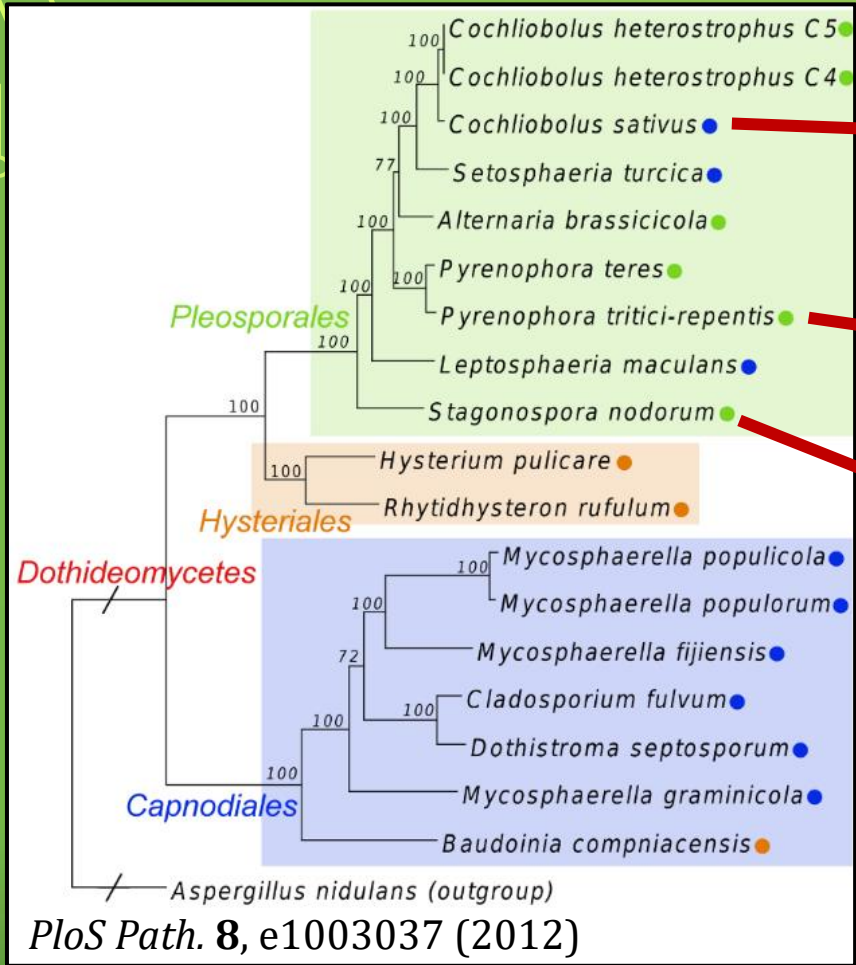 Cochliobolus heterostrophus C5
100
Cochliobolus heterostrophus C4
100
Cochliobolus sativus
100
Setosphaeria turcica
77
Alternaria brassicicola
100
Pyrenophora teres
100
Pyrenophora tritici-repentis
100
Pleosporales
100
Leptosphaeria maculans
Stagonospora nodorum
100
Hysterium pulicare
100
Rhytidhysteron rufulum
Hysteriales
Dothideomycetes
Mycosphaerella populicola
100
Mycosphaerella populorum
100
Mycosphaerella fijiensis
72
Cladosporium fulvum
100
100
Dothistroma septosporum
100
Mycosphaerella graminicola
Capnodiales
Baudoinia compniacensis
Aspergillus nidulans (outgroup)
PloS Path. 8, e1003037 (2012)